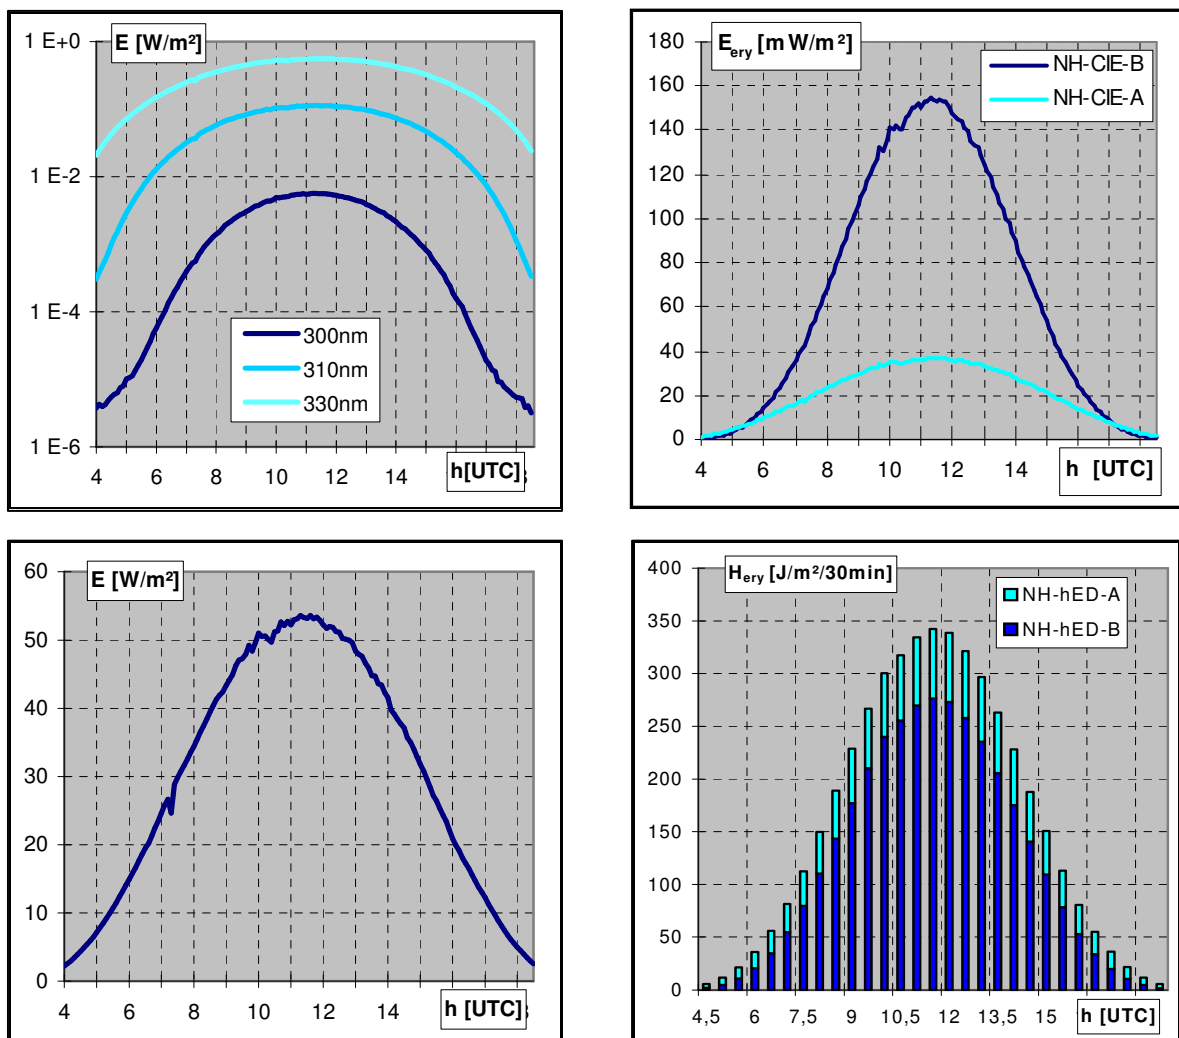 E [W/m²]
1 E+0
1 E-2
1 E-4
1 E-6
300nm
310nm
330nm
4 6 8 10 12 14
h[UTC]
E_ery [mW/m²]
180
160
140
120
100
80
60
40
20
0
NH-CIE-B
NH-CIE-A
4 6 8 10 12 14
h [UTC]
E [W/m²]
60
50
40
30
20
10
0
4 6 8 10 12 14
h [UTC]
H_ery [J/m²/30min]
400
350
300
250
200
150
100
50
0
NH-hED-A
NH-hED-B
4,5 6 7,5 9 10,5 12 13,5 15
h [UTC]